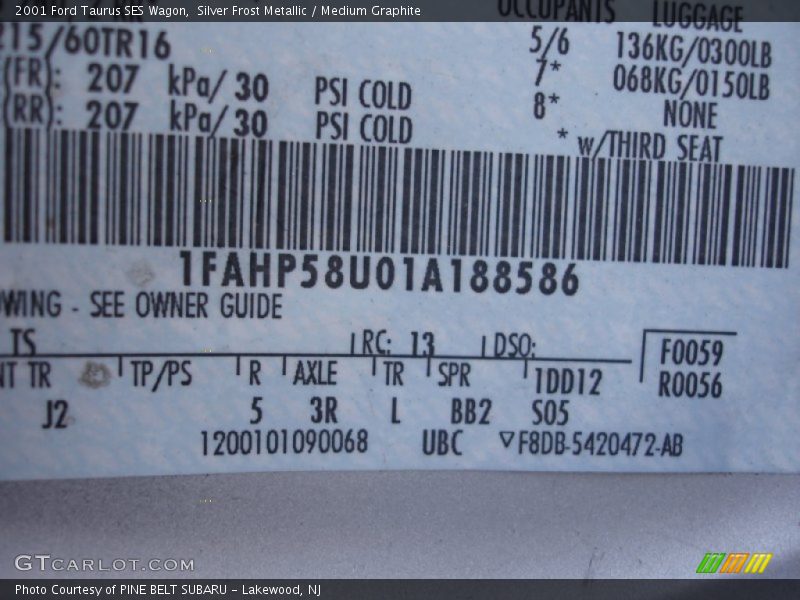 2001 Ford Taurus SES Wagon,  Silver Frost Metallic / Medium Graphite
OCCUPANTS LUGGAGE
215/60TR16 5/6 136KG/0300LB
(FR): 207 kPa/ 30 PSI COLD 7* 068KG/0150LB
(RR): 207 kPa/ 30 PSI COLD 8* NONE
* w/THIRD SEAT
1FAHP58U01A188586
OWING - SEE OWNER GUIDE
TS RC: 13 DSO: F0059
NT TR TP/PS R AXLE TR SPR 1DD12 R0056
J2 5 3R L BB2 S05
1200101090068 UBC ▽F8DB-5420472-AB
GTCARLOT.COM
Photo Courtesy of PINE BELT SUBARU - Lakewood, NJ